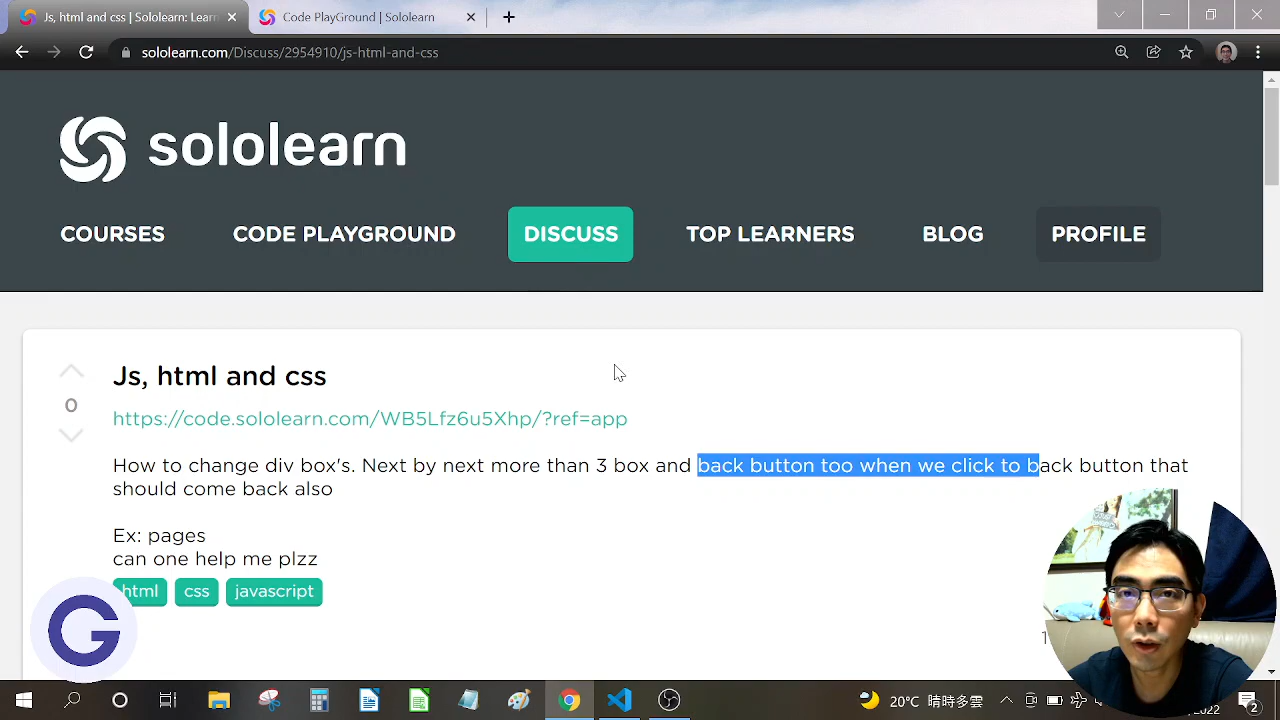 Js, html and css | Sololearn: Learn
Code PlayGround | Sololearn
sololearn.com/Discuss/2954910/js-html-and-css
sololearn
COURSES
CODE PLAYGROUND
DISCUSS
TOP LEARNERS
BLOG
PROFILE
0
Js, html and css
https://code.sololearn.com/WB5Lfz6u5Xhp/?ref=app
How to change div box's. Next by next more than 3 box and back button too when we click to back button that
should come back also
Ex: pages
can one help me plzz
html
css
javascript
G
20°C 晴時多雲
2022
2